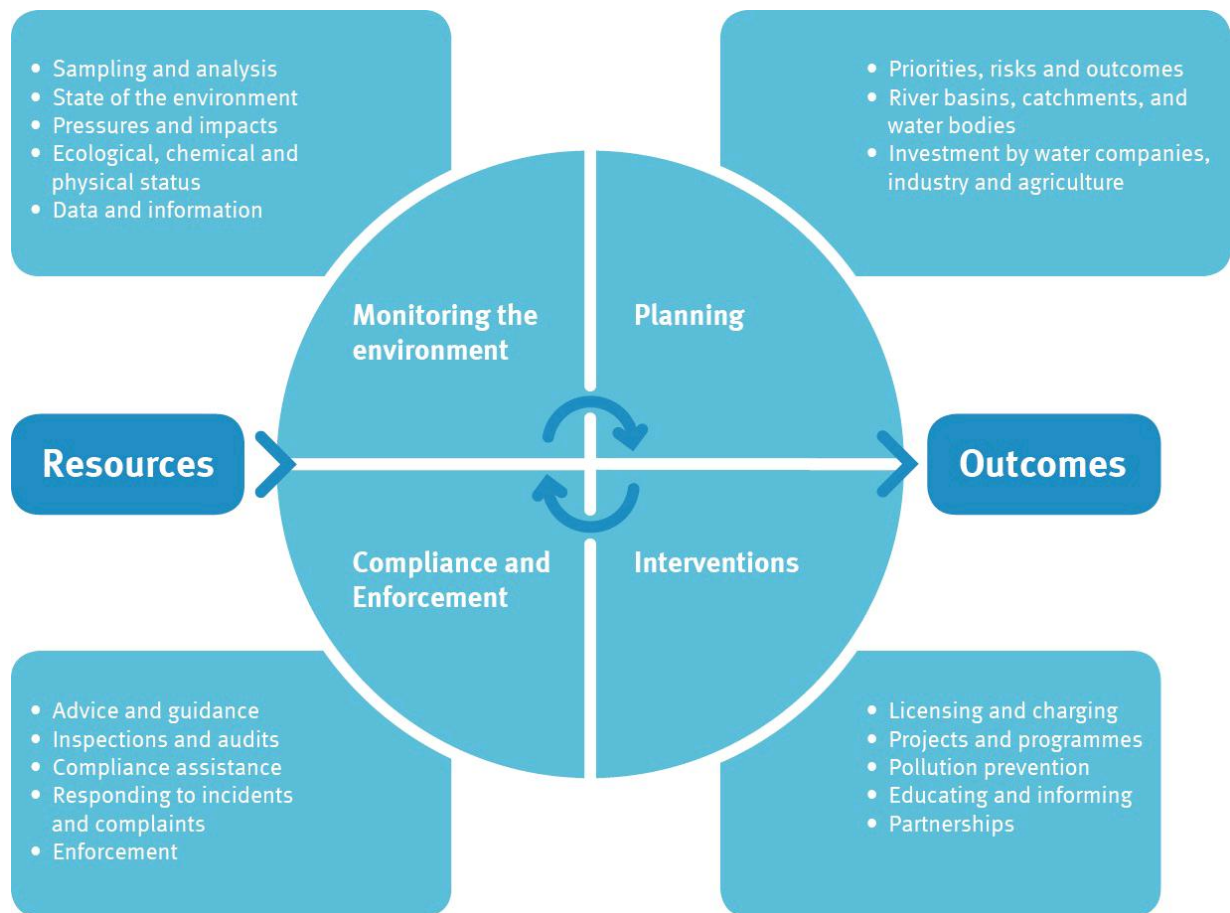 • Sampling and analysis
• State of the environment
• Pressures and impacts
• Ecological, chemical and
physical status
• Data and information
• Priorities, risks and outcomes
• River basins, catchments, and
water bodies
• Investment by water companies,
industry and agriculture
Monitoring the
environment
Planning
Resources
Outcomes
Compliance and
Enforcement
Interventions
• Advice and guidance
• Inspections and audits
• Compliance assistance
• Responding to incidents
and complaints
• Enforcement
• Licensing and charging
• Projects and programmes
• Pollution prevention
• Educating and informing
• Partnerships